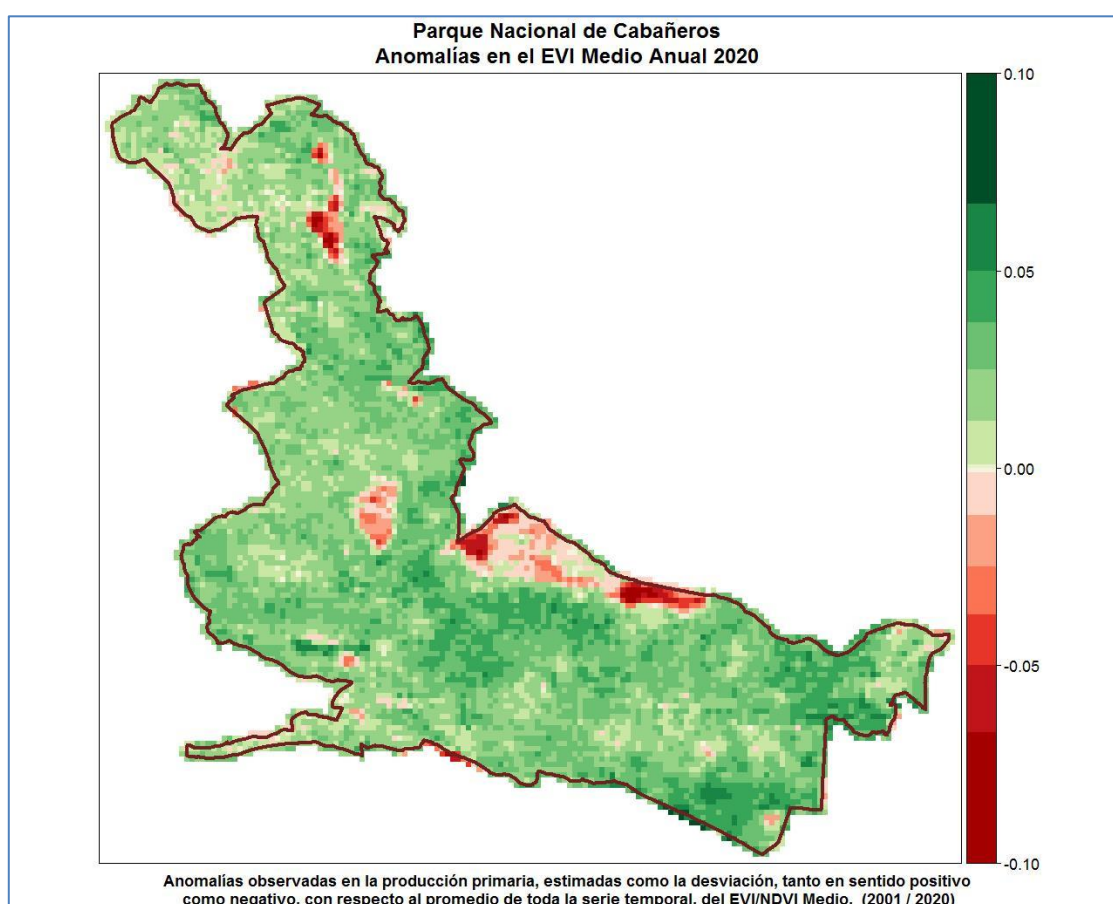 Parque Nacional de Cabañeros
Anomalías en el EVI Medio Anual 2020
0.10
0.05
0.00
-0.05
-0.10
Anomalías observadas en la producción primaria, estimadas como la desviación, tanto en sentido positivo
como negativo, con respecto al promedio de toda la serie temporal, del EVI/NDVI Medio. (2001 / 2020)